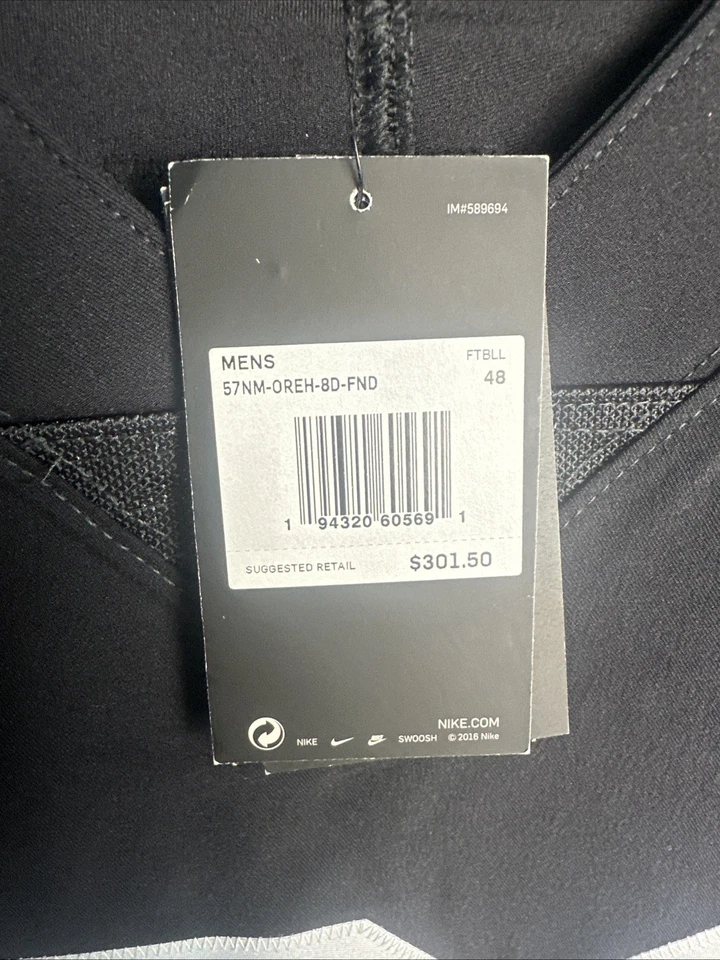 IM#589694
MENS FTBLL
57NM-0REH-8D-FND 48
1 94320 60569 1
SUGGESTED RETAIL $301.50
NIKE.COM
NIKE SWOOSH © 2016 Nike